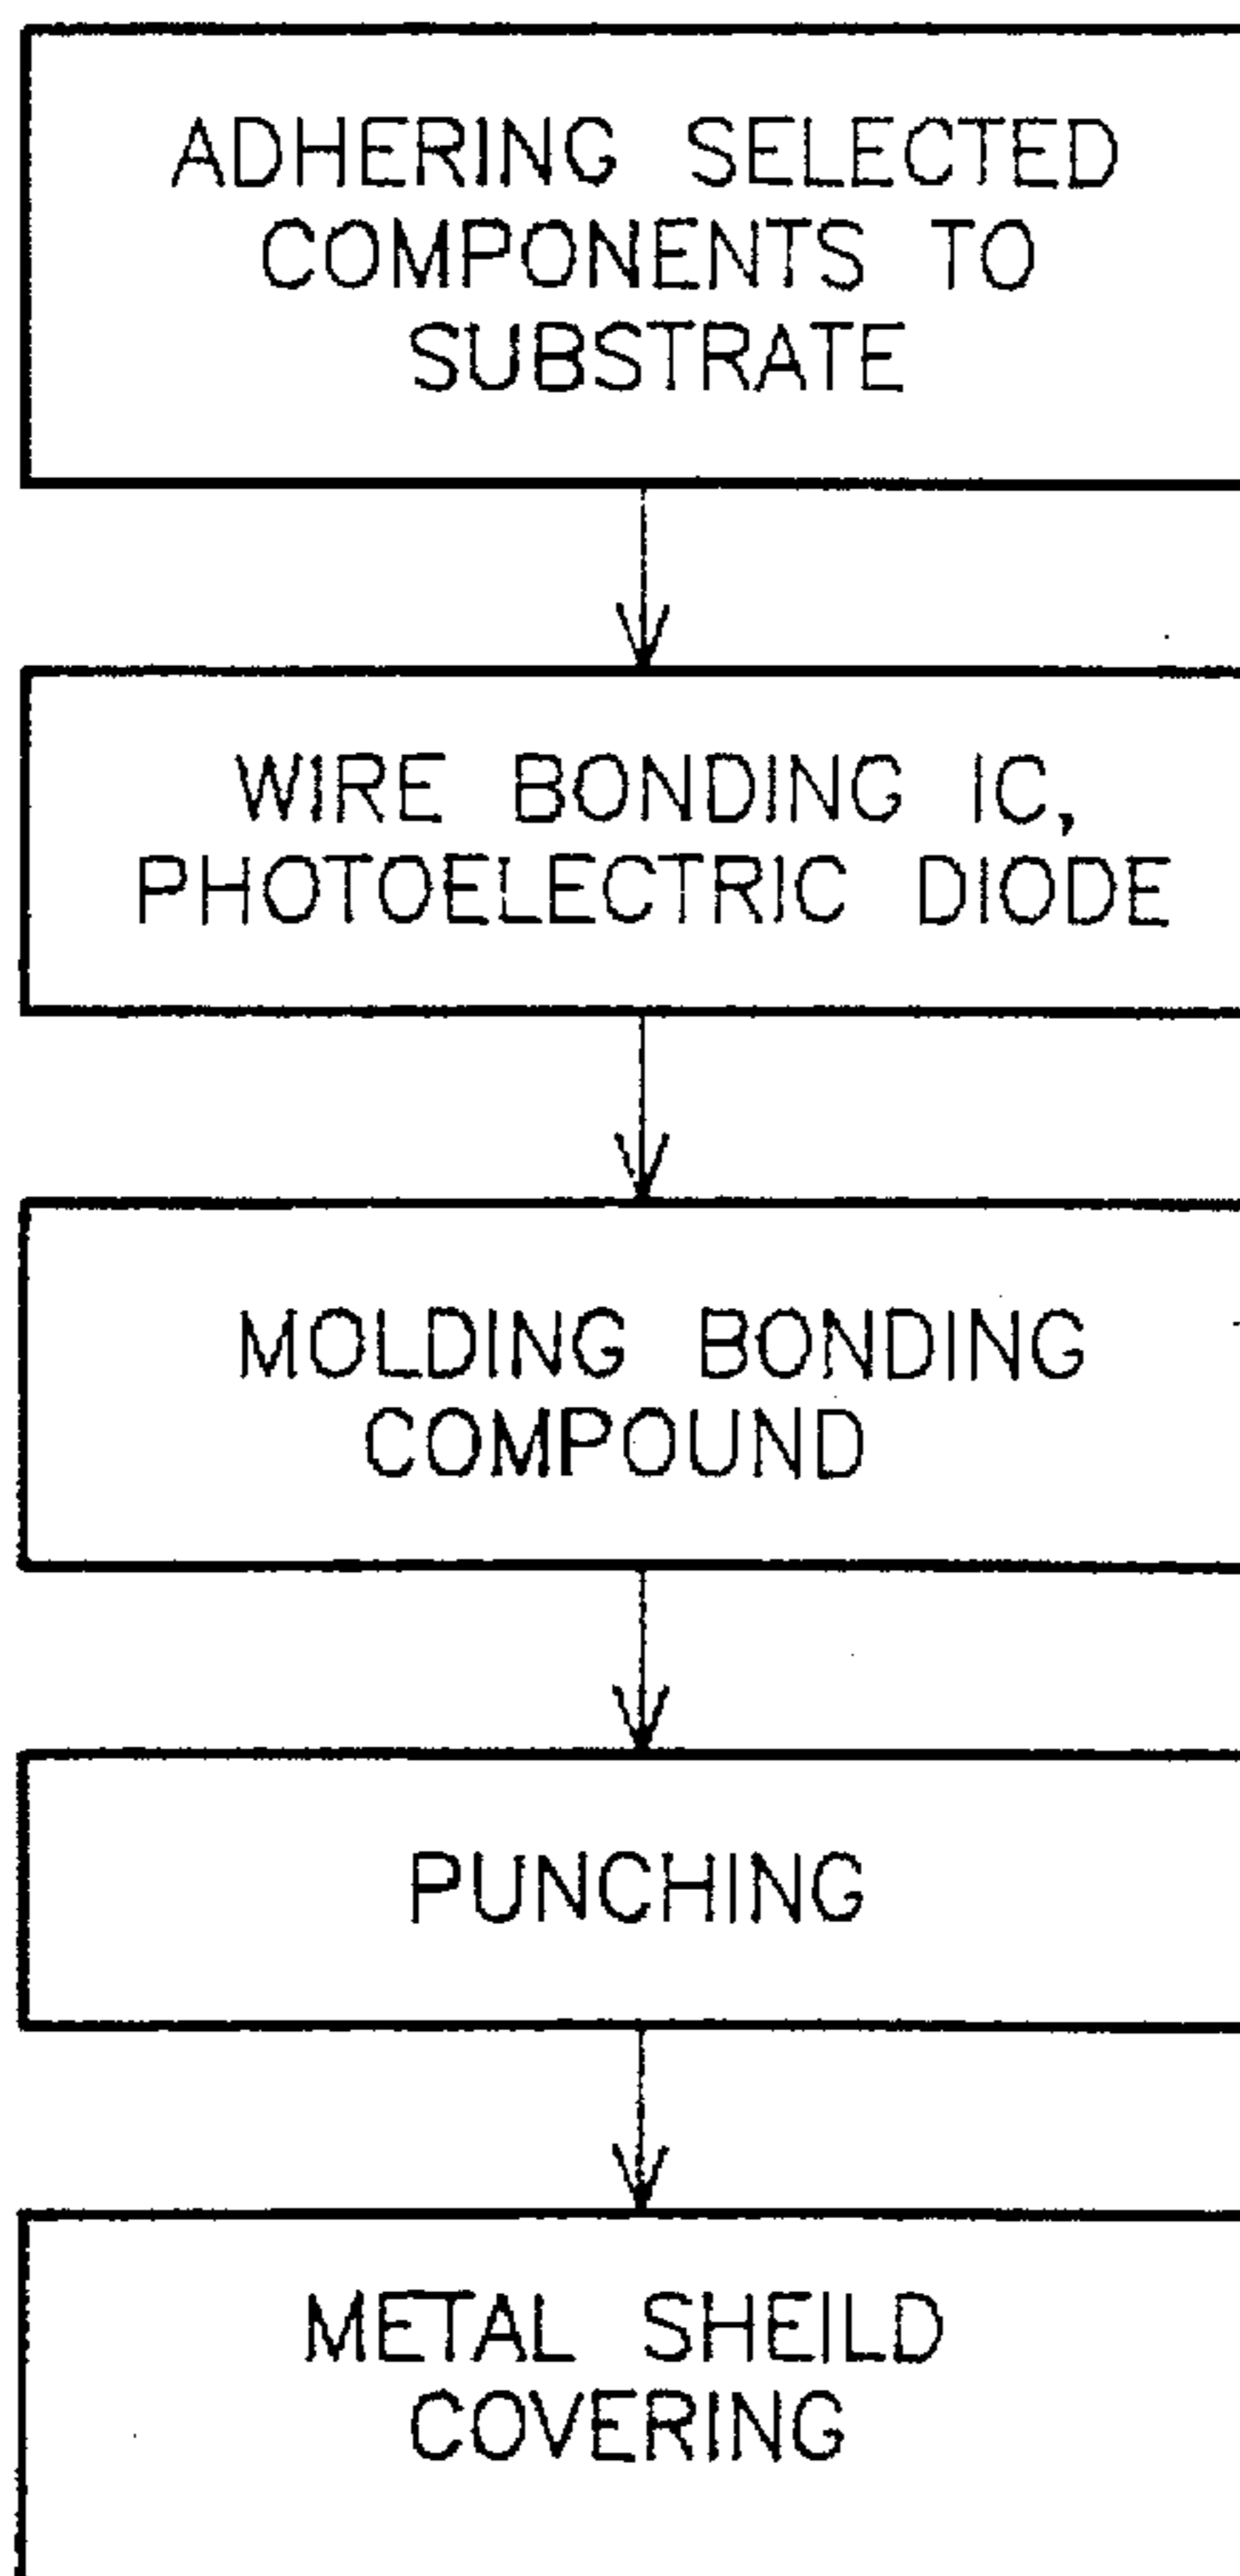 ADHERING SELECTED
COMPONENTS TO
SUBSTRATE
WIRE BONDING IC,
PHOTOELECTRIC DIODE
MOLDING BONDING
COMPOUND
PUNCHING
METAL SHEILD
COVERING